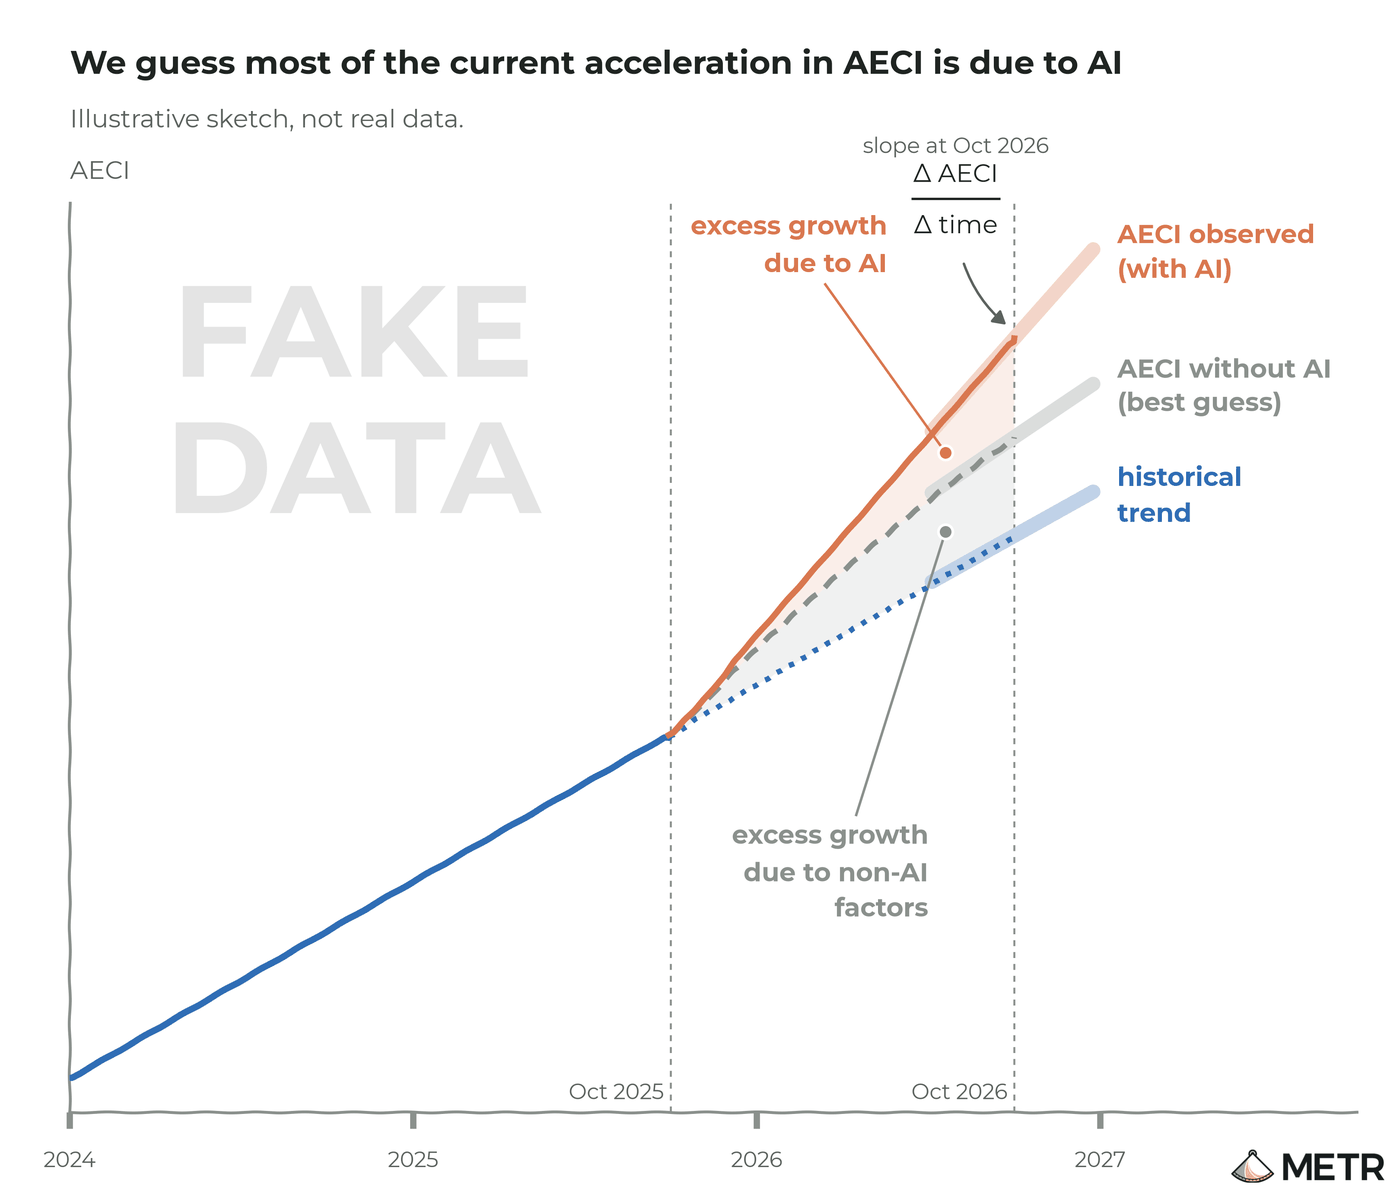 We guess most of the current acceleration in AECI is due to AI
Illustrative sketch, not real data.
AECI
slope at Oct 2026
Δ AECI
Δ time
excess growth
due to AI
AECI observed
(with AI)
FAKE
DATA
AECI without AI
(best guess)
historical
trend
excess growth
due to non-AI
factors
Oct 2025
Oct 2026
2024
2025
2026
2027
METR